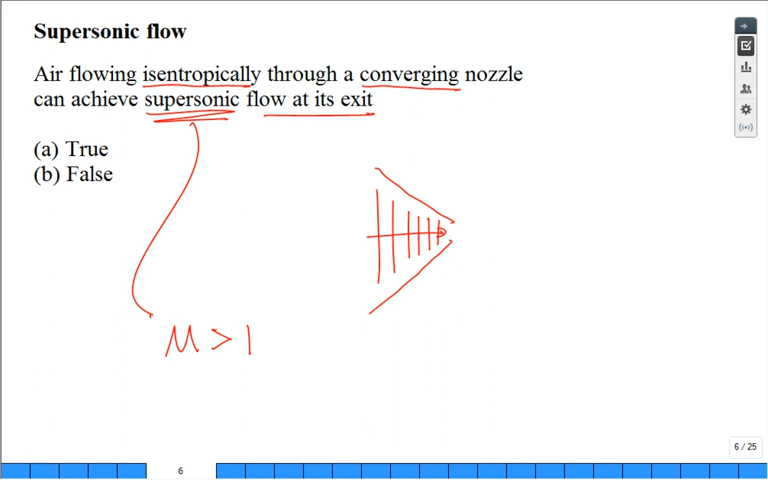 Supersonic flow
Air flowing isentropically through a converging nozzle
can achieve supersonic flow at its exit
(a) True
(b) False
M > 1
6 / 25
6